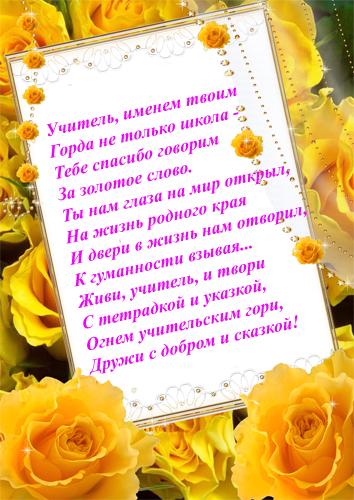 Учитель, именем твоим
Горда не только школа -
Тебе спасибо говорим
За золотое слово.
Ты нам глаза на мир открыл,
На жизнь родного края
И двери в жизнь нам отворил,
К гуманности взывая...
Живи, учитель, и твори
С тетрадкой и указкой,
Огнем учительским гори,
Дружи с добром и сказкой!